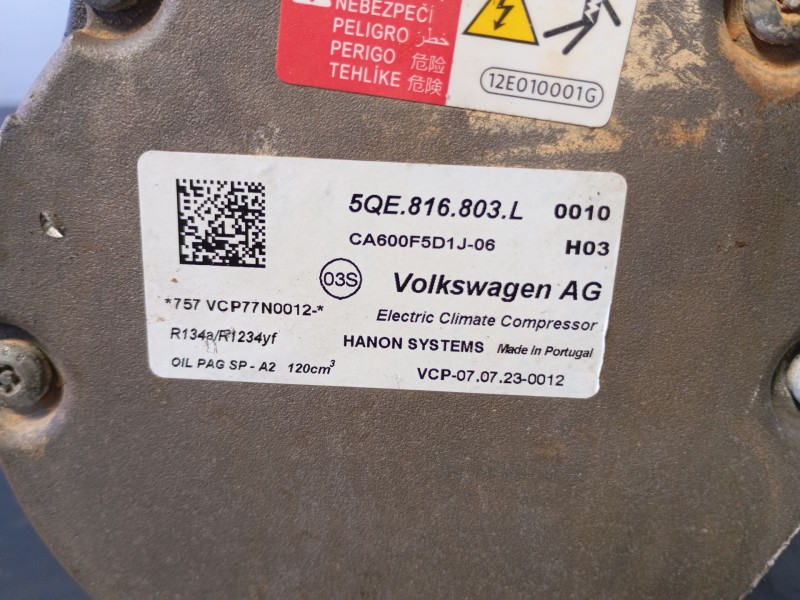 NEBEZPEČÍ
PELIGRO خطر
PERIGO 危险
TEHLİKE 危険
12E010001G
5QE.816.803.L 0010
CA600F5D1J-06 H03
03S Volkswagen AG
*757 VCP77N0012-*
Electric Climate Compressor
R134a/R1234yf
HANON SYSTEMS Made in Portugal
OIL PAG SP - A2 120cm³
VCP-07.07.23-0012